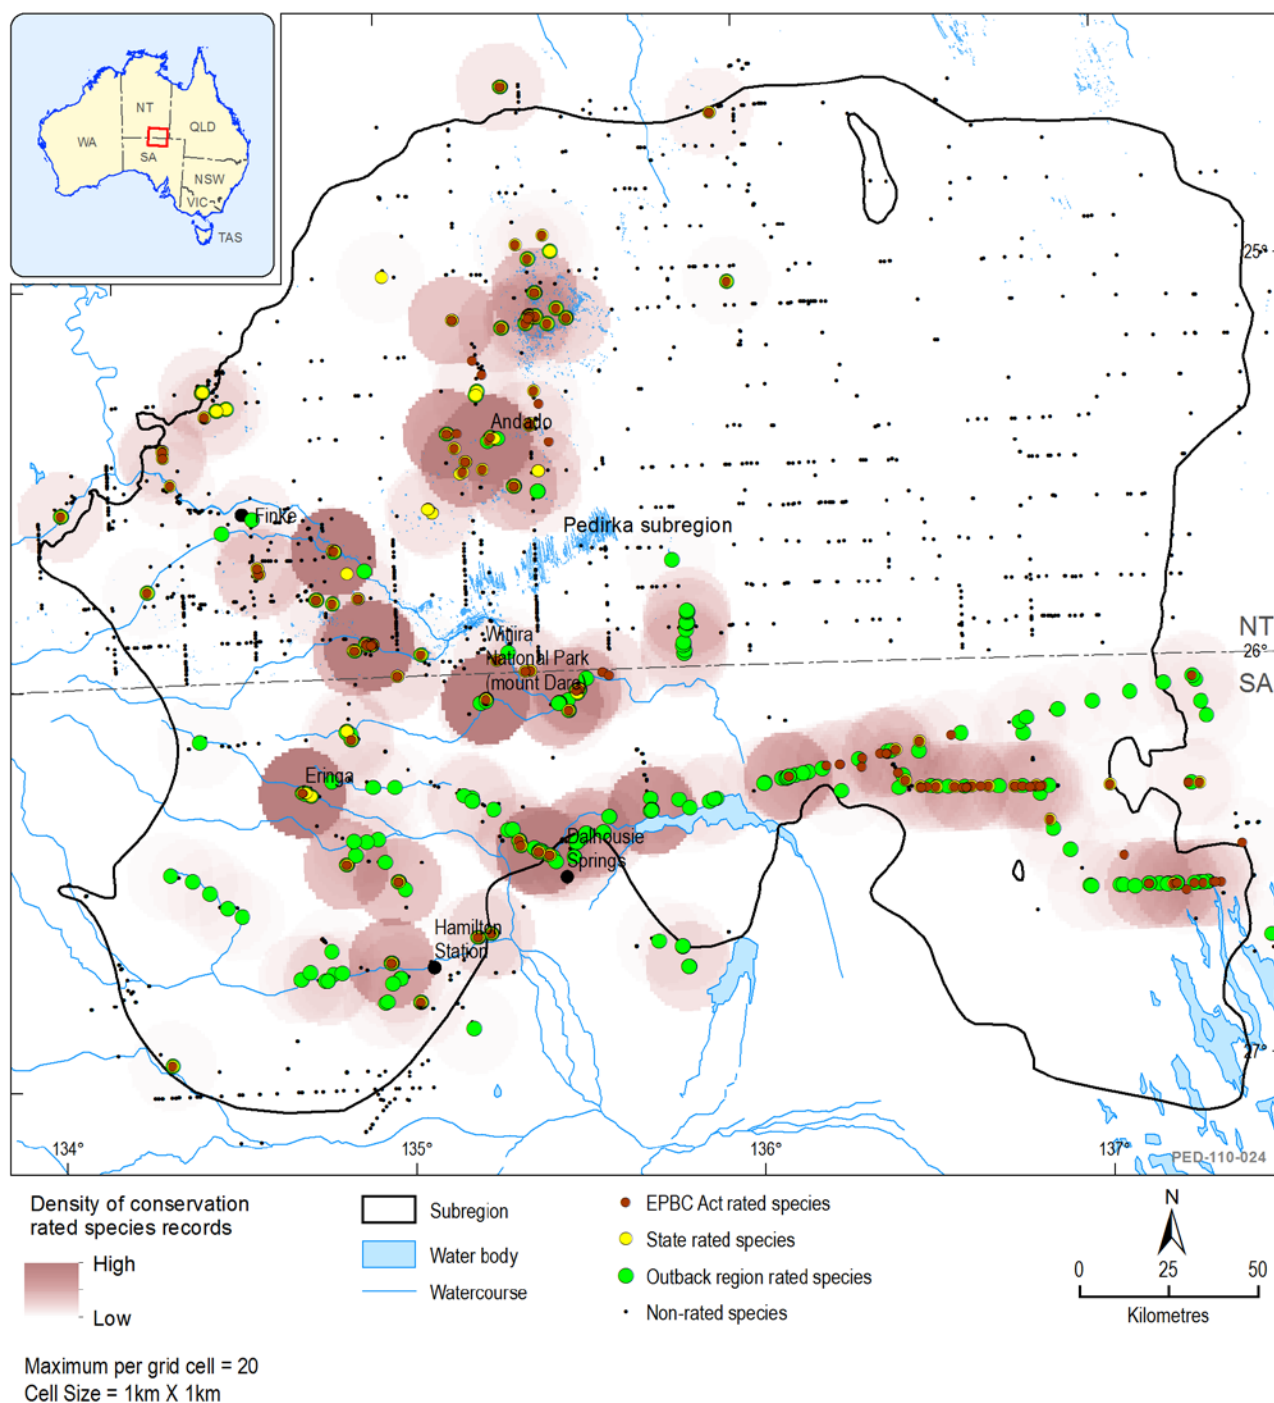 NT
QLD
WA
SA
NSW
VIC
TAS
25°
Andado
Finke
Pedirka subregion
Witjira
National Park
(mount Dare)
NT
26°
SA
Eringa
Dalhousie
Springs
Hamilton
Station
27°
134°
135°
136°
137°
PED-110-024
Density of conservation
rated species records
High
Low
Maximum per grid cell = 20
Cell Size = 1km X 1km
Subregion
Water body
Watercourse
EPBC Act rated species
State rated species
Outback region rated species
Non-rated species
N
0
25
50
Kilometres